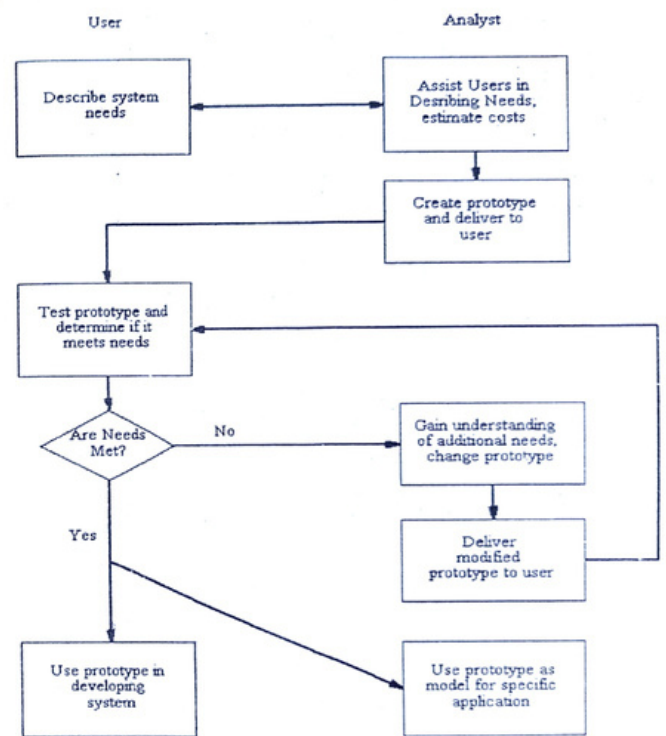 User
Analyst
Describe system
needs
Assist Users in
Desribing Needs,
estimate costs
Create prototype
and deliver to
user
Test prototype and
determine if it
meets needs
Are Needs
Met?
No
Gain understanding
of additional needs,
change prototype
Yes
Deliver
modified
prototype to user
Use prototype in
developing
system
Use prototype as
model for specific
application